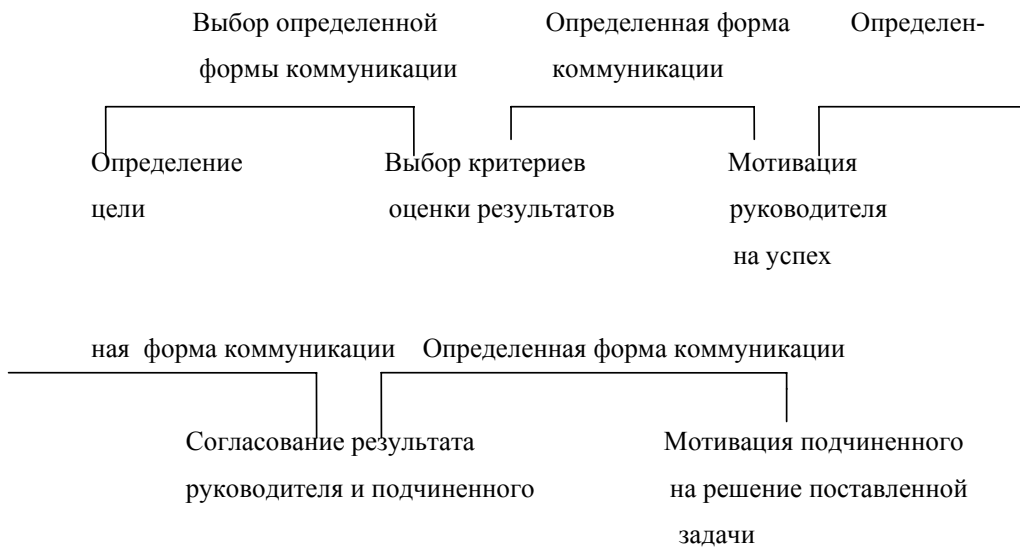 Выбор определенной Определенная форма Определен-
формы коммуникации коммуникации
Определение Выбор критериев Мотивация
цели оценки результатов руководителя
на успех
ная форма коммуникации Определенная форма коммуникации
Согласование результата Мотивация подчиненного
руководителя и подчиненного на решение поставленной
задачи